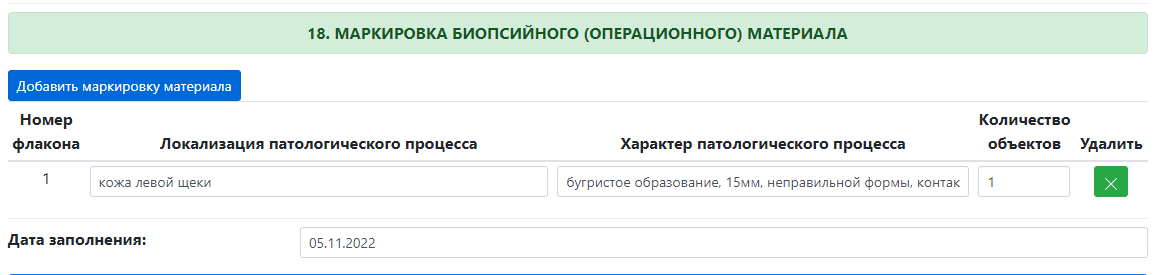 18. МАРКИРОВКА БИОПСИЙНОГО (ОПЕРАЦИОННОГО) МАТЕРИАЛА
Добавить маркировку материала
Номер флакона Локализация патологического процесса Характер патологического процесса Количество объектов Удалить
1 кожа левой щеки бугристое образование, 15мм, неправильной формы, контак 1
Дата заполнения: 05.11.2022